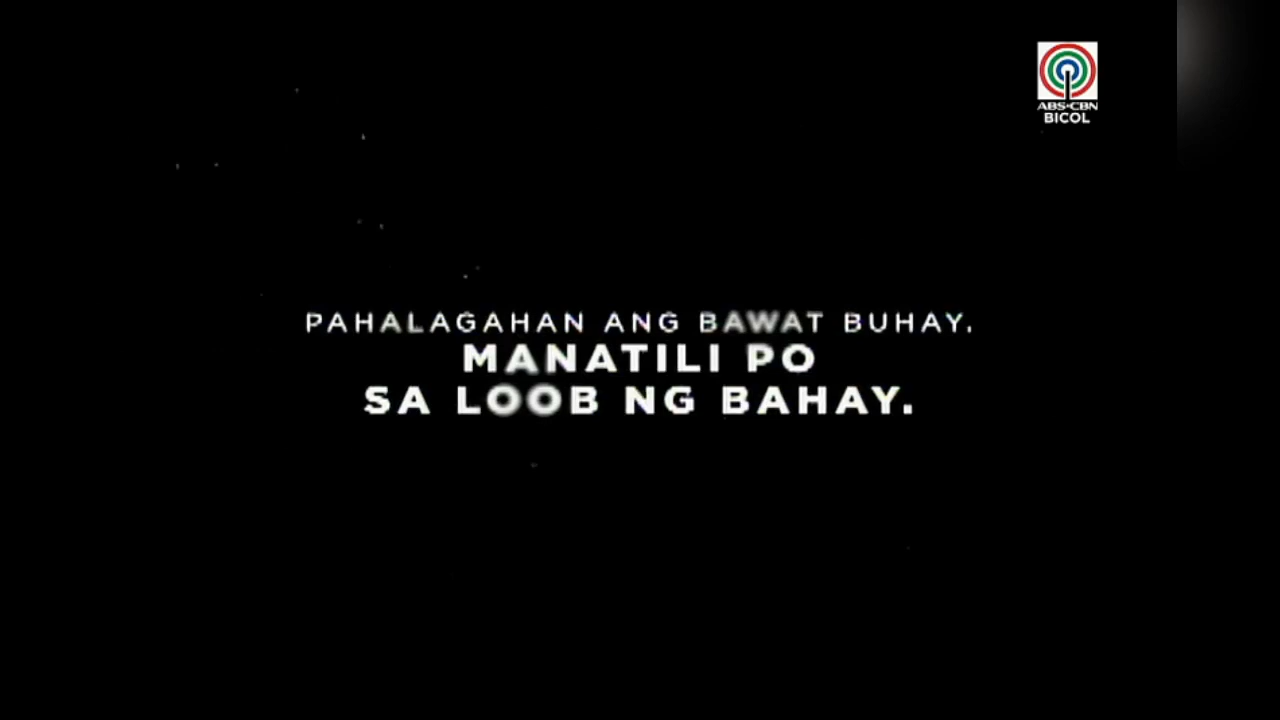 ABS-CBN
BICOL
PAHALAGAHAN ANG BAWAT BUHAY.
MANATILI PO
SA LOOB NG BAHAY.